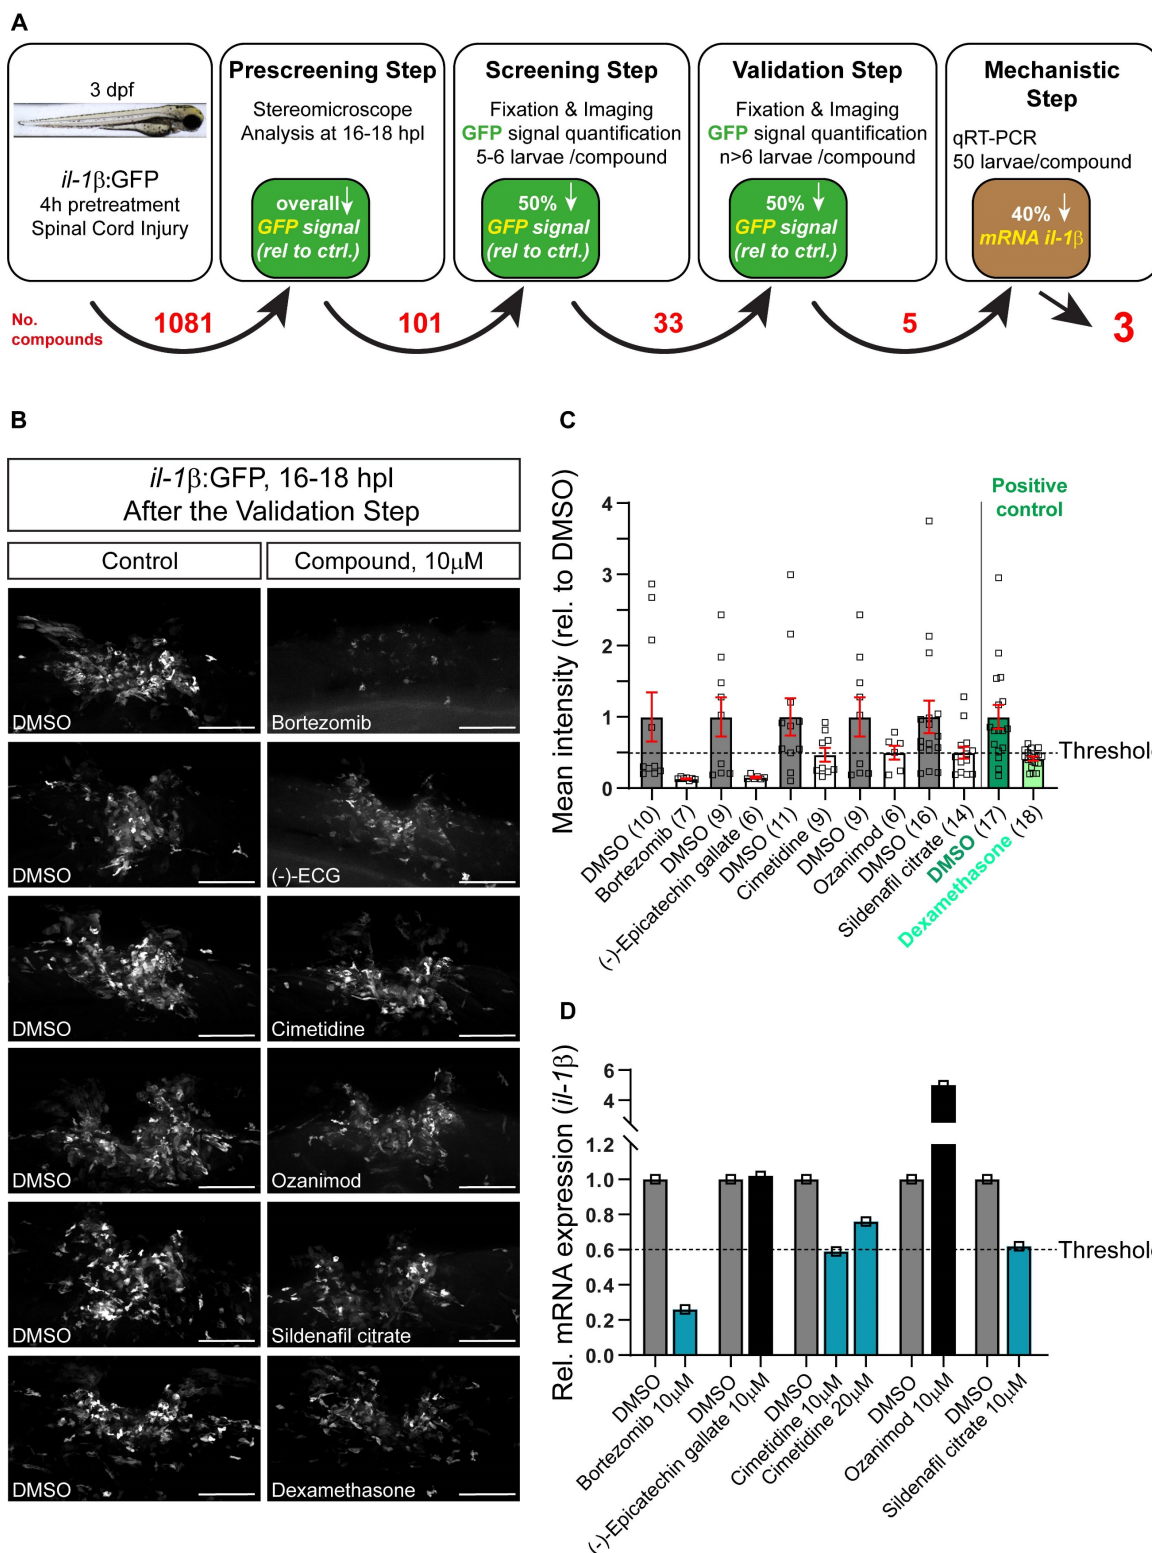 A
3 dpf
il-1β:GFP
4h pretreatment
Spinal Cord Injury
Prescreening Step
Stereomicroscope
Analysis at 16-18 hpl
overall↓
GFP signal
(rel to ctrl.)
Screening Step
Fixation & Imaging
GFP signal quantification
5-6 larvae /compound
50% ↓
GFP signal
(rel to ctrl.)
Validation Step
Fixation & Imaging
GFP signal quantification
n>6 larvae /compound
50% ↓
GFP signal
(rel to ctrl.)
Mechanistic
Step
qRT-PCR
50 larvae/compound
40% ↓
mRNA il-1β
No.
compounds
1081
101
33
5
3
B
il-1β:GFP, 16-18 hpl
After the Validation Step
Control
Compound, 10μM
DMSO
Bortezomib
DMSO
(-)-ECG
DMSO
Cimetidine
DMSO
Ozanimod
DMSO
Sildenafil citrate
DMSO
Dexamethasone
C
Mean intensity (rel. to DMSO)
4
3
2
1
0
Positive
control
Threshol
DMSO (10)
Bortezomib (7)
DMSO (9)
(-)-Epicatechin gallate (6)
DMSO (11)
Cimetidine (9)
DMSO (9)
Ozanimod (6)
DMSO (16)
Sildenafil citrate (14)
DMSO (17)
Dexamethasone (18)
D
Rel. mRNA expression (il-1β)
6
4
1.2
1.0
0.8
0.6
0.4
0.2
0.0
Threshol
DMSO
Bortezomib 10μM
DMSO
(-)-Epicatechin gallate 10μM
DMSO
Cimetidine 10μM
Cimetidine 20μM
DMSO
Ozanimod 10μM
DMSO
Sildenafil citrate 10μM